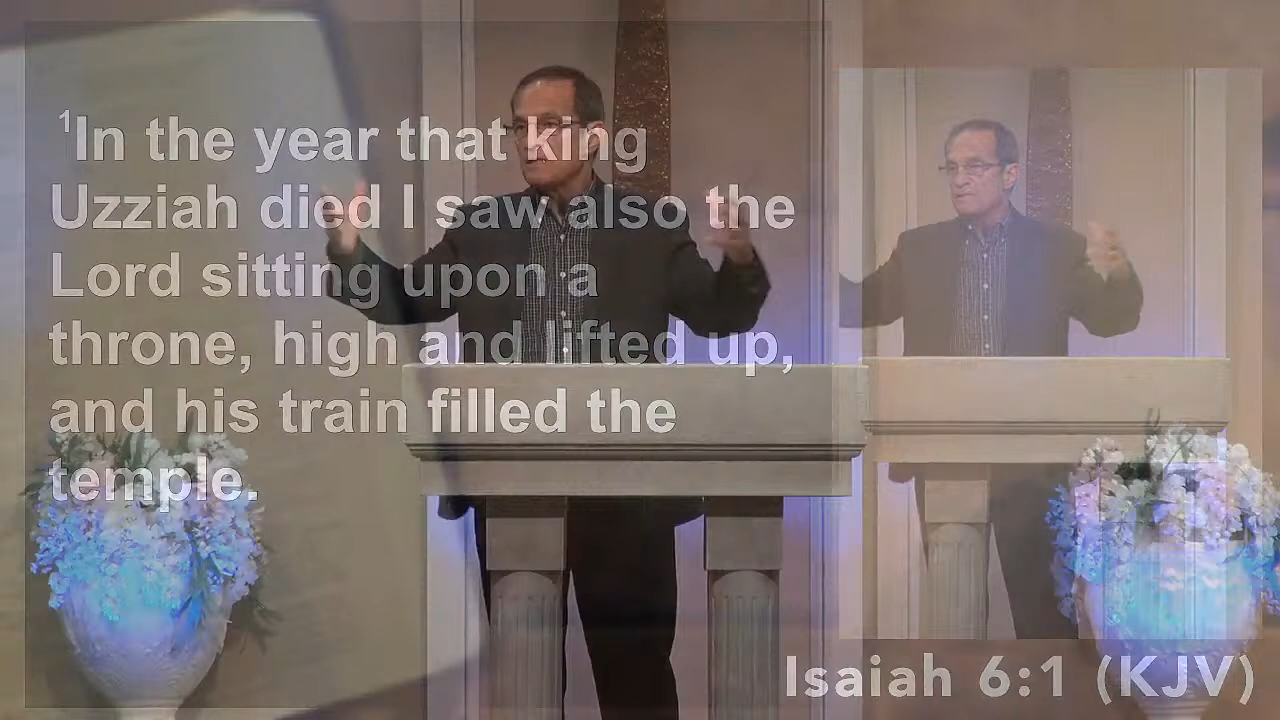 ¹In the year that king
Uzziah died I saw also the
Lord sitting upon a
throne, high and lifted up,
and his train filled the
temple.
Isaiah 6:1 (KJV)